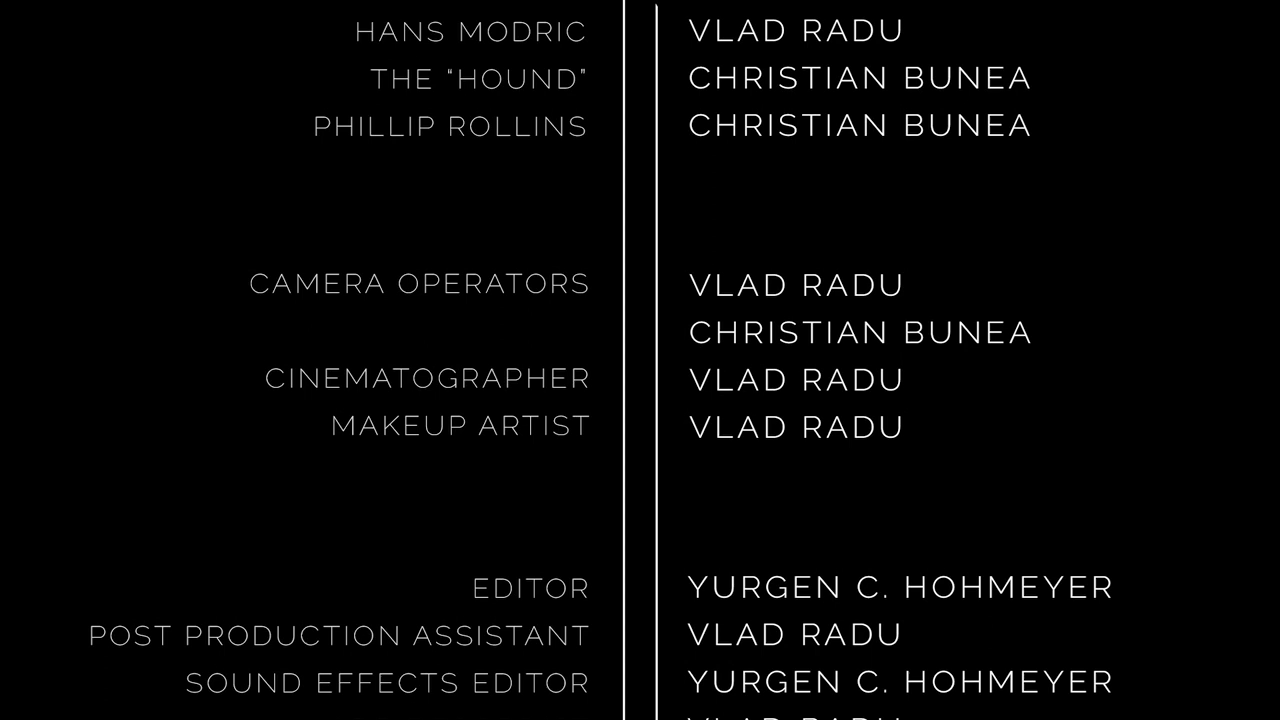 HANS MODRIC VLAD RADU
THE “HOUND” CHRISTIAN BUNEA
PHILLIP ROLLINS CHRISTIAN BUNEA
CAMERA OPERATORS VLAD RADU
CHRISTIAN BUNEA
CINEMATOGRAPHER VLAD RADU
MAKEUP ARTIST VLAD RADU
EDITOR YURGEN C. HOHMEYER
POST PRODUCTION ASSISTANT VLAD RADU
SOUND EFFECTS EDITOR YURGEN C. HOHMEYER